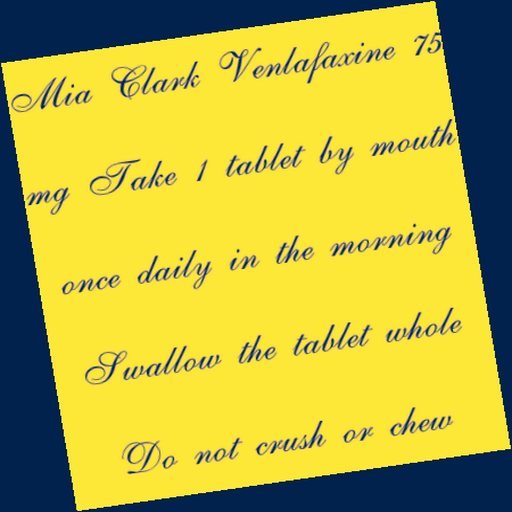 Mia Clark Venlafaxine 75
mg Take 1 tablet by mouth
once daily in the morning
Swallow the tablet whole
Do not crush or chew